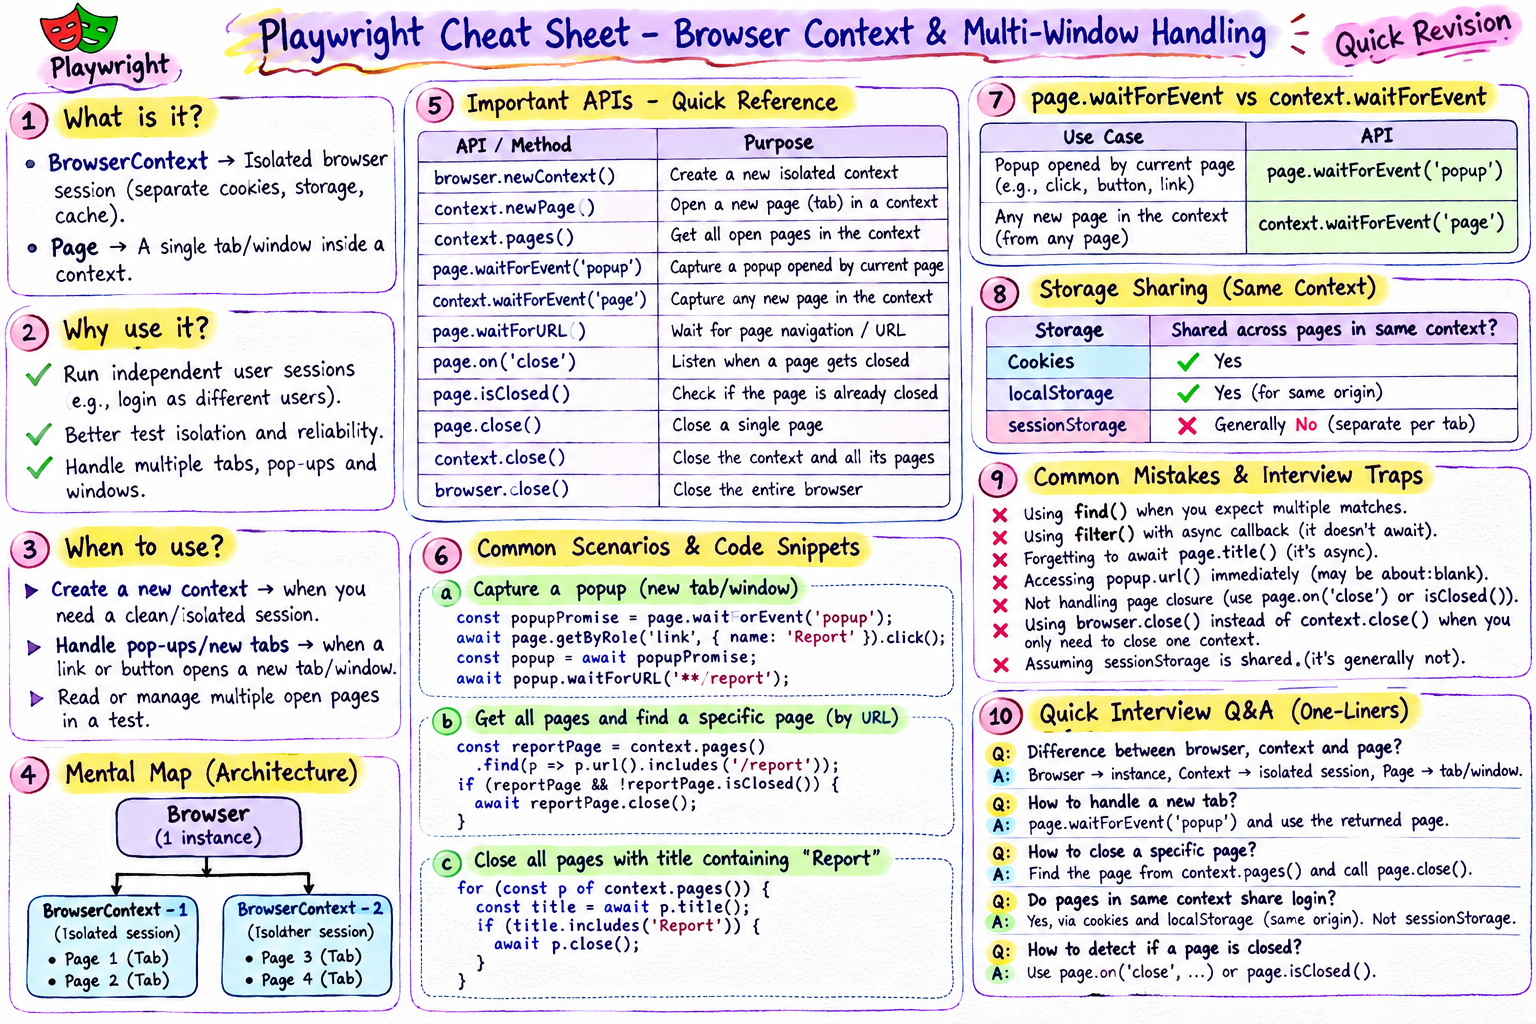 Playwright
Playwright Cheat Sheet – Browser Context & Multi-Window Handling
Quick Revision
1 What is it?
• BrowserContext → Isolated browser
session (separate cookies, storage,
cache).
• Page → A single tab/window inside a
context.
2 Why use it?
✓ Run independent user sessions
e.g., login as different users).
✓ Better test isolation and reliability.
✓ Handle multiple tabs, pop-ups and
windows.
3 When to use?
▶ Create a new context → when you
need a clean/isolated session.
▶ Handle pop-ups/new tabs → when a
link or button opens a new tab/window.
▶ Read or manage multiple open pages
in a test.
4 Mental Map (Architecture)
Browser
(1 instance)
BrowserContext - 1
(Isolated session)
• Page 1 (Tab)
• Page 2 (Tab)
BrowserContext - 2
(Isolather session)
• Page 3 (Tab)
• Page 4 (Tab)
5 Important APIs – Quick Reference
API / Method Purpose
browser.newContext() Create a new isolated context
context.newPage() Open a new page (tab) in a context
context.pages() Get all open pages in the context
page.waitForEvent('popup') Capture a popup opened by current page
context.waitForEvent('page') Capture any new page in the context
page.waitForURL() Wait for page navigation / URL
page.on('close') Listen when a page gets closed
page.isClosed() Check if the page is already closed
page.close() Close a single page
context.close() Close the context and all its pages
browser.close() Close the entire browser
6 Common Scenarios & Code Snippets
a Capture a popup (new tab/window)
const popupPromise = page.waitForEvent('popup');
await page.getByRole('link', { name: 'Report' }).click();
const popup = await popupPromise;
await popup.waitForURL('**/report');
b Get all pages and find a specific page (by URL)
const reportPage = context.pages()
.find(p => p.url().includes('/report'));
if (reportPage && !reportPage.isClosed()) {
await reportPage.close();
}
c Close all pages with title containing “Report”
for (const p of context.pages()) {
const title = await p.title();
if (title.includes('Report')) {
await p.close();
}
}
7 page.waitForEvent vs context.waitForEvent
Use Case API
Popup opened by current page
(e.g., click, button, link) page.waitForEvent('popup')
Any new page in the context
(from any page) context.waitForEvent('page')
8 Storage Sharing (Same Context)
Storage Shared across pages in same context?
Cookies ✓ Yes
localStorage ✓ Yes (for same origin)
sessionStorage ✗ Generally No (separate per tab)
9 Common Mistakes & Interview Traps
✗ Using find() when you expect multiple matches.
✗ Using filter() with async callback (it doesn't await).
✗ Forgetting to await page.title() (it's async).
✗ Accessing popup.url() immediately (may be about:blank).
✗ Not handling page closure (use page.on('close') or isClosed()).
✗ Using browser.close() instead of context.close() when you
only need to close one context.
✗ Assuming sessionStorage is shared.(it's generally not).
10 Quick Interview Q&A (One-Liners)
Q: Difference between browser, context and page?
A: Browser → instance, Context → isolated session, Page → tab/window.
Q: How to handle a new tab?
A: page.waitForEvent('popup') and use the returned page.
Q: How to close a specific page?
A: Find the page from context.pages() and call page.close().
Q: Do pages in same context share login?
A: Yes, via cookies and localStorage (same origin). Not sessionStorage.
Q: How to detect if a page is closed?
A: Use page.on('close', ...) or page.isClosed().